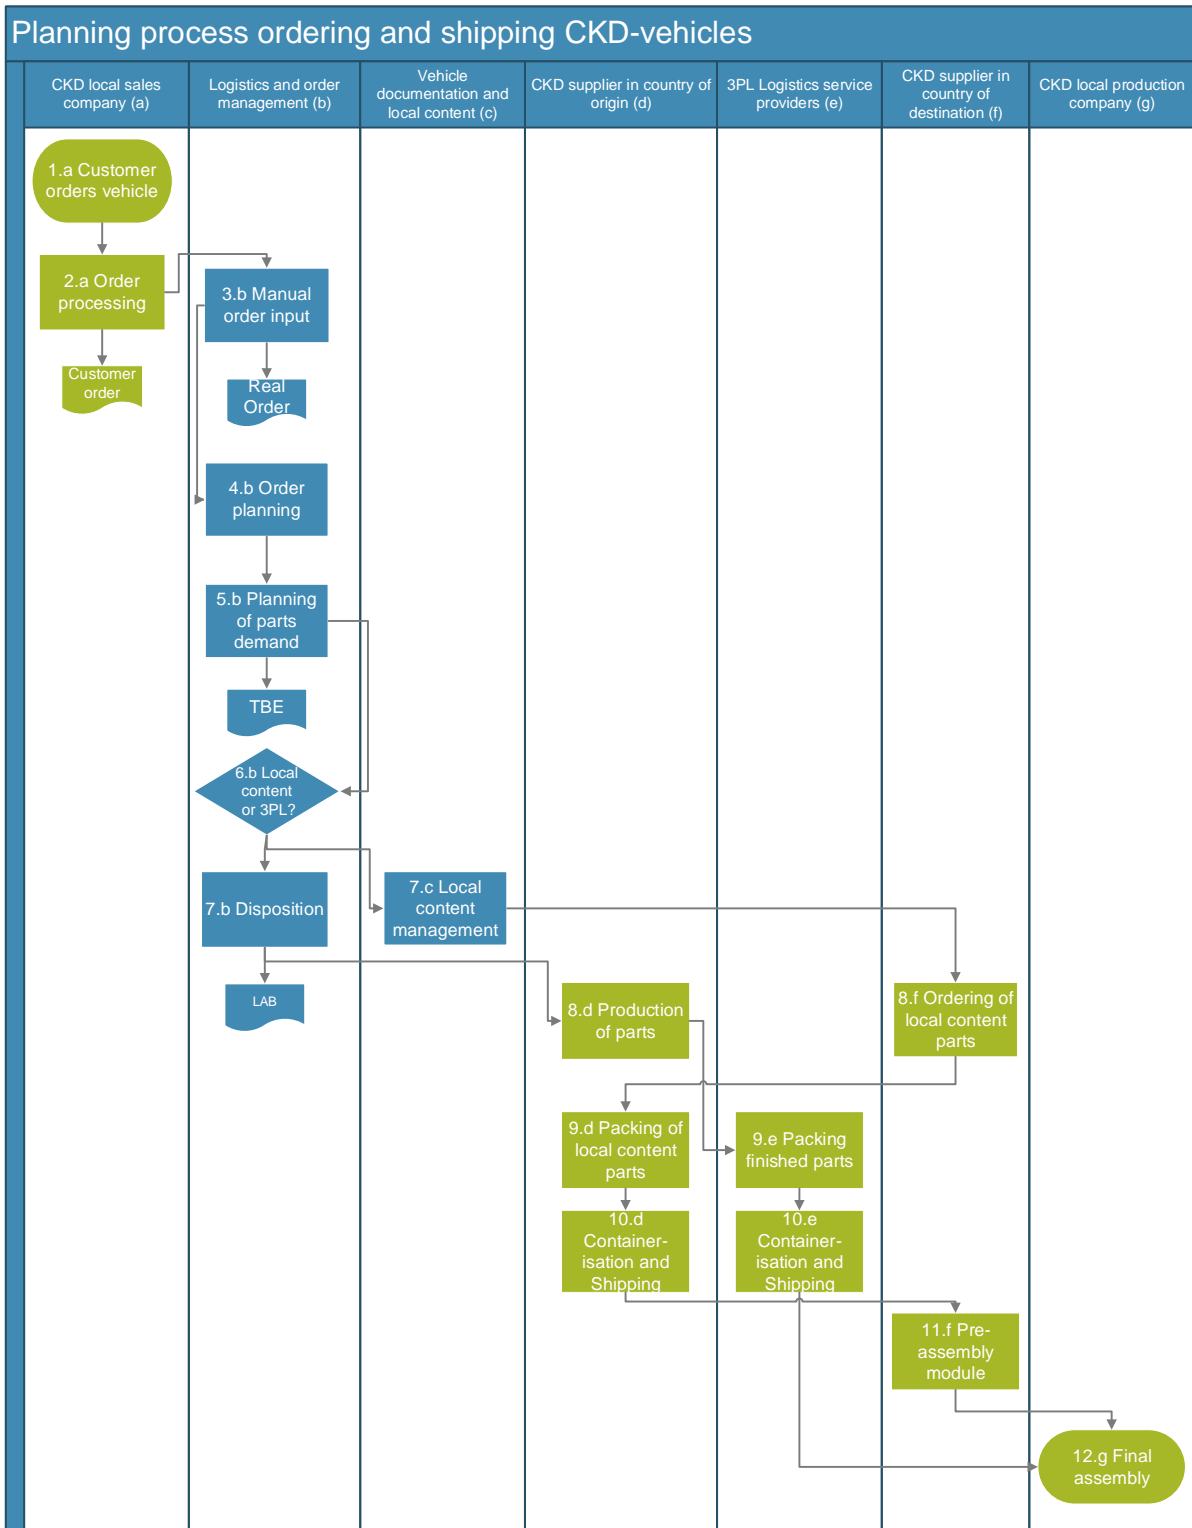 Planning process ordering and shipping CKD-vehicles
CKD local sales
company (a)
Logistics and order
management (b)
Vehicle
documentation and
local content (c)
CKD supplier in country of
origin (d)
3PL Logistics service
providers (e)
CKD supplier in
country of
destination (f)
CKD local production
company (g)
1.a Customer
orders vehicle
2.a Order
processing
3.b Manual
order input
Customer
order
Real
Order
4.b Order
planning
5.b Planning
of parts
demand
TBE
6.b Local
content
or 3PL?
7.b Disposition
7.c Local
content
management
LAB
8.d Production
of parts
8.f Ordering of
local content
parts
9.d Packing of
local content
parts
9.e Packing
finished parts
10.d
Container-
isation and
Shipping
10.e
Container-
isation and
Shipping
11.f Pre-
assembly
module
12.g Final
assembly